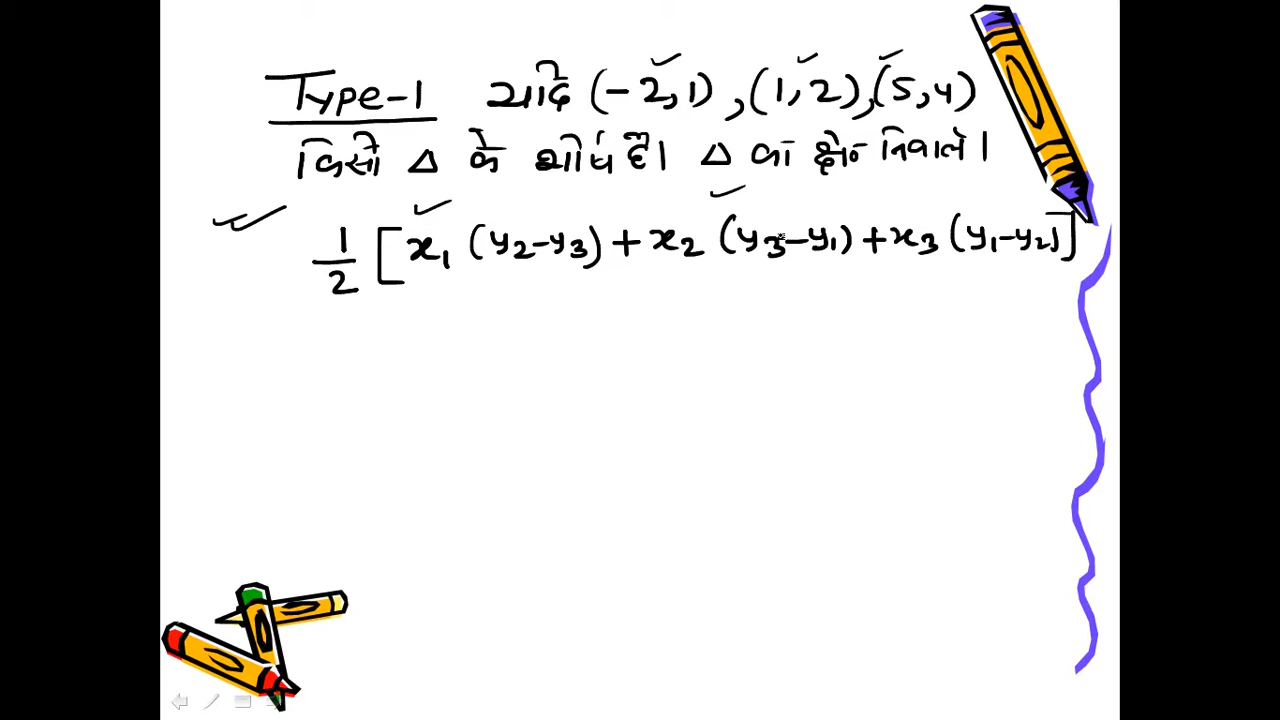 Type-1 यदि (-2,1), (1,2), (5,4)
किसी Δ के शीर्ष है। Δ का क्षे० निकाले।
1/2 [x₁ (y₂-y₃) + x₂ (y₃-y₁) + x₃ (y₁-y₂)]